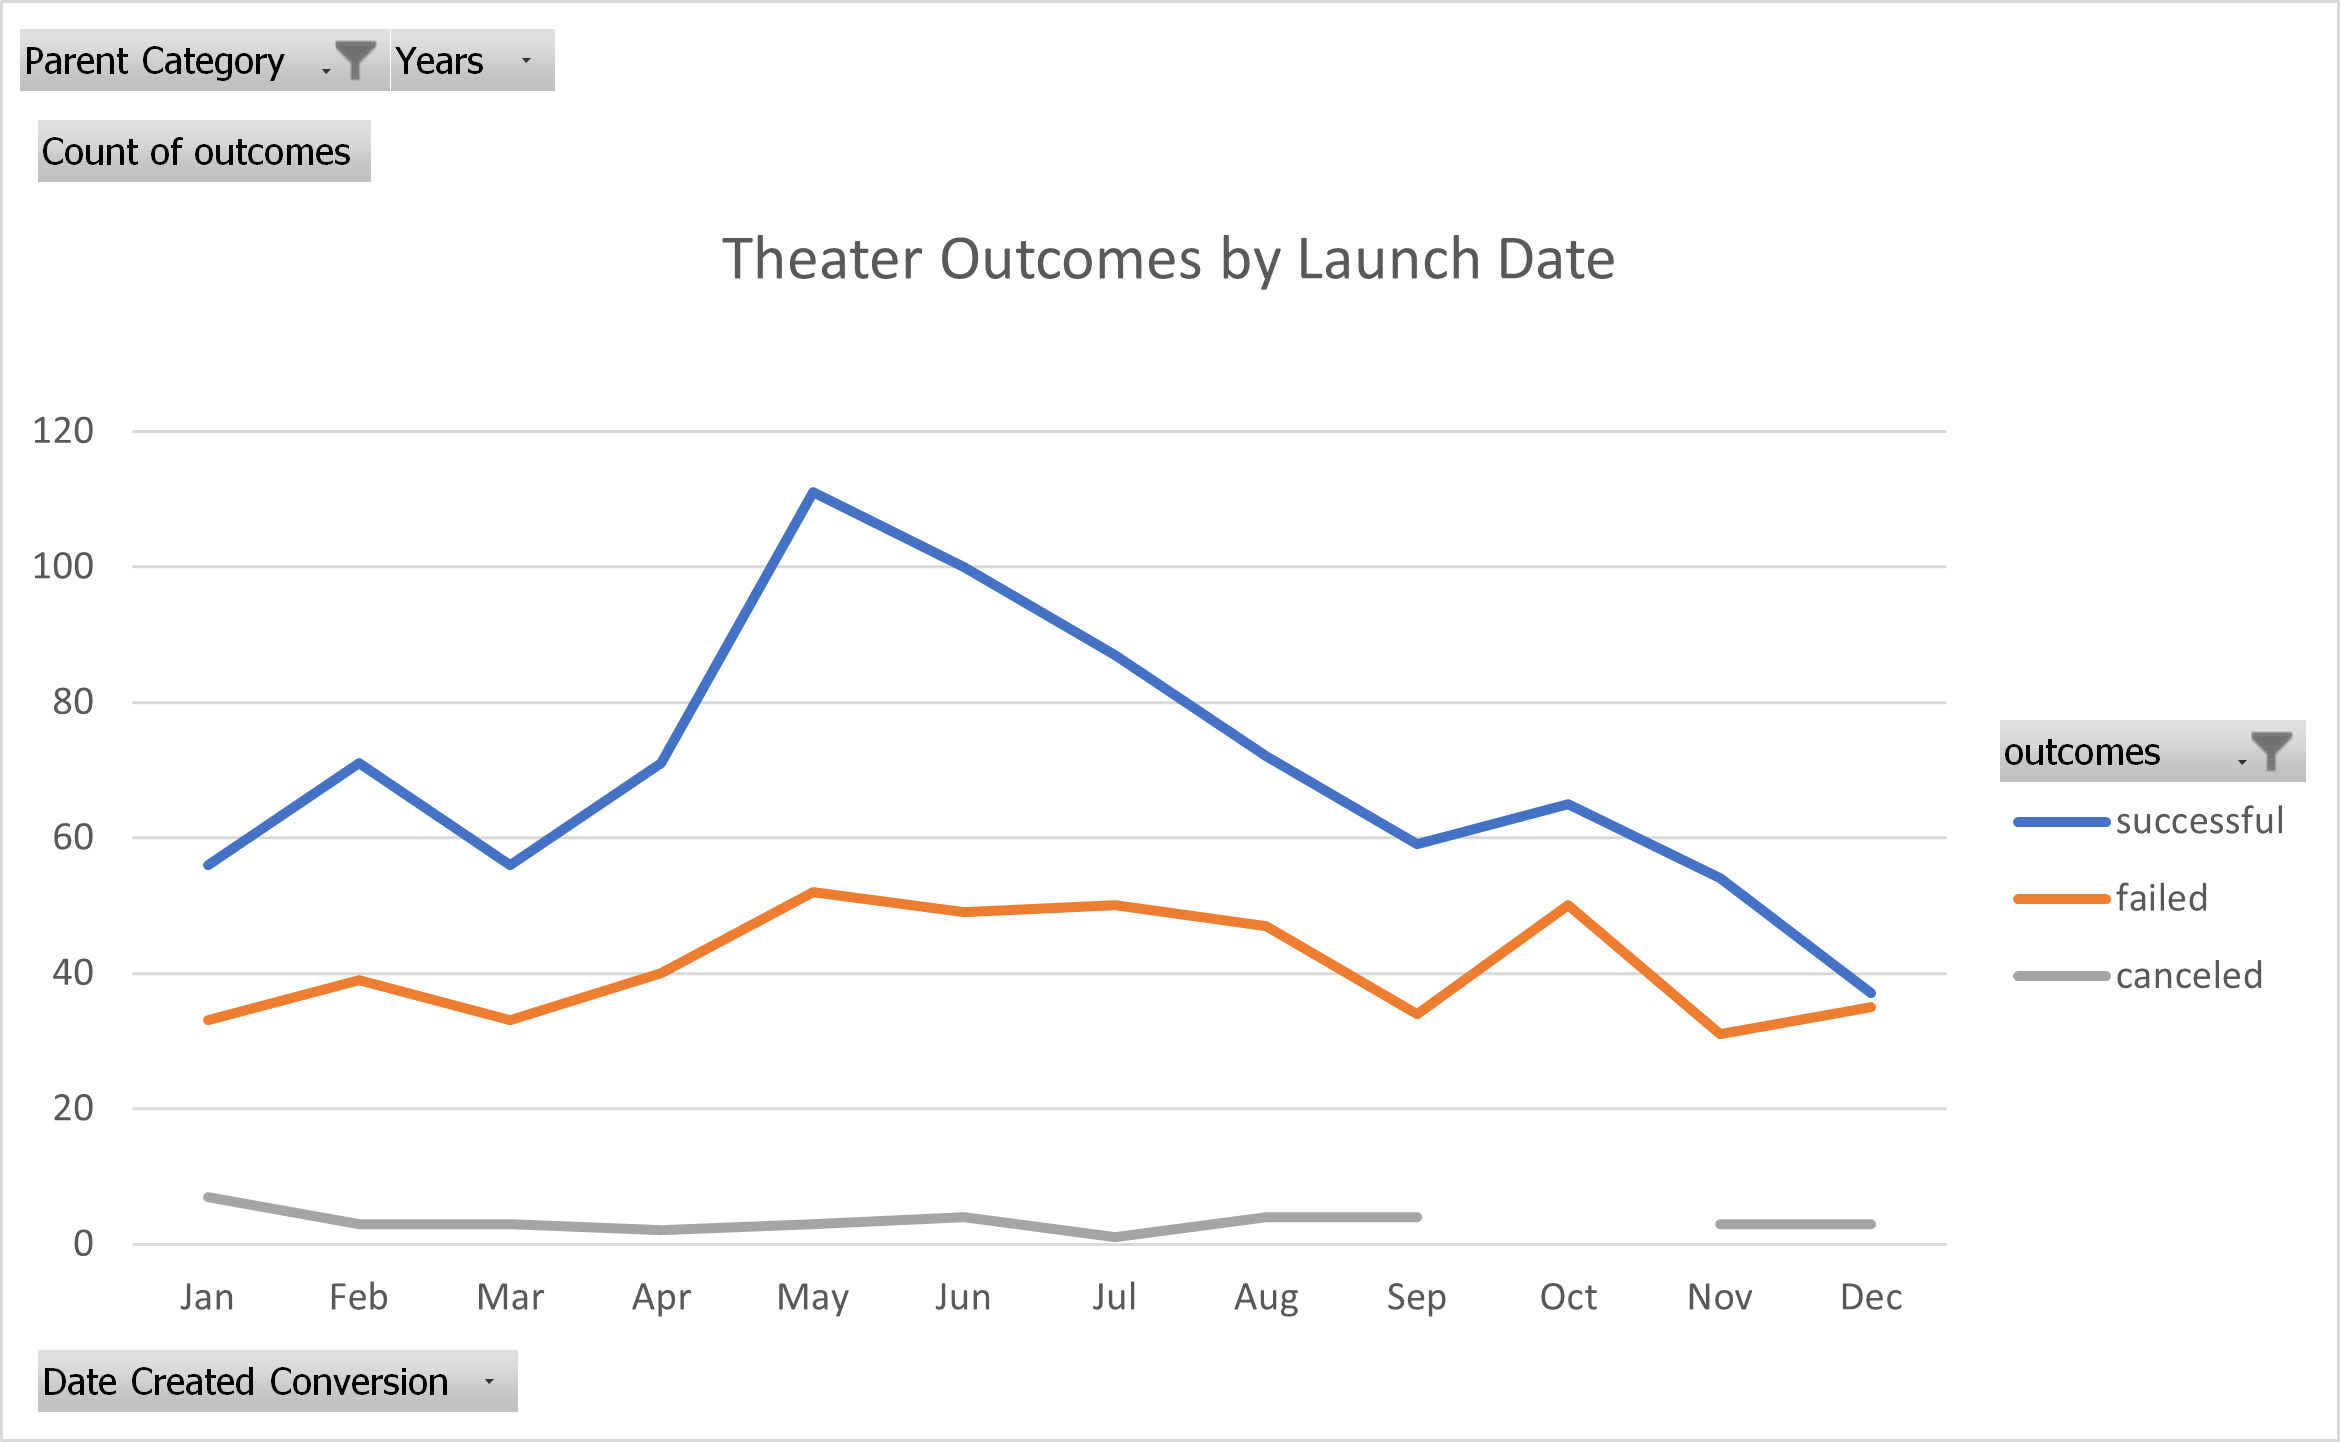 Parent Category Years
Count of outcomes
Theater Outcomes by Launch Date
120
100
80
60
40
20
0
Jan Feb Mar Apr May Jun Jul Aug Sep Oct Nov Dec
outcomes
successful
failed
canceled
Date Created Conversion